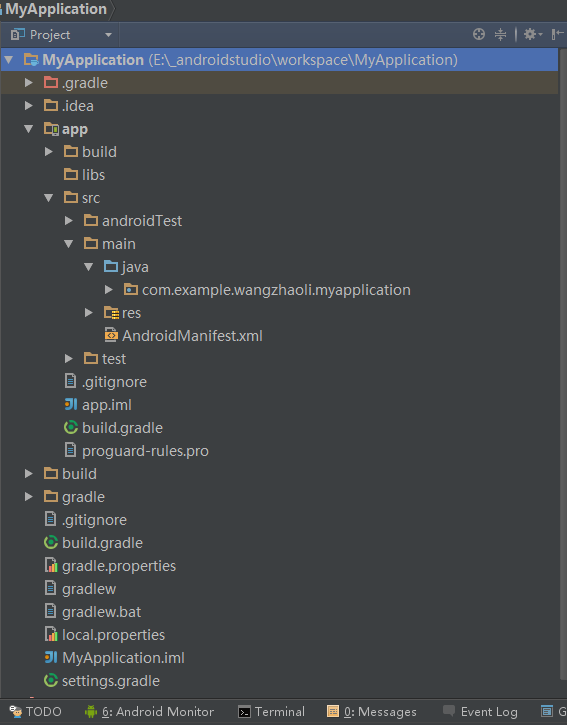 MyApplication
Project
MyApplication (E:\_androidstudio\workspace\MyApplication)
.gradle
.idea
app
build
libs
src
androidTest
main
java
com.example.wangzhaoli.myapplication
res
AndroidManifest.xml
test
.gitignore
app.iml
build.gradle
proguard-rules.pro
build
gradle
.gitignore
build.gradle
gradle.properties
gradlew
gradlew.bat
local.properties
MyApplication.iml
settings.gradle
TODO 6: Android Monitor Terminal 0: Messages Event Log G